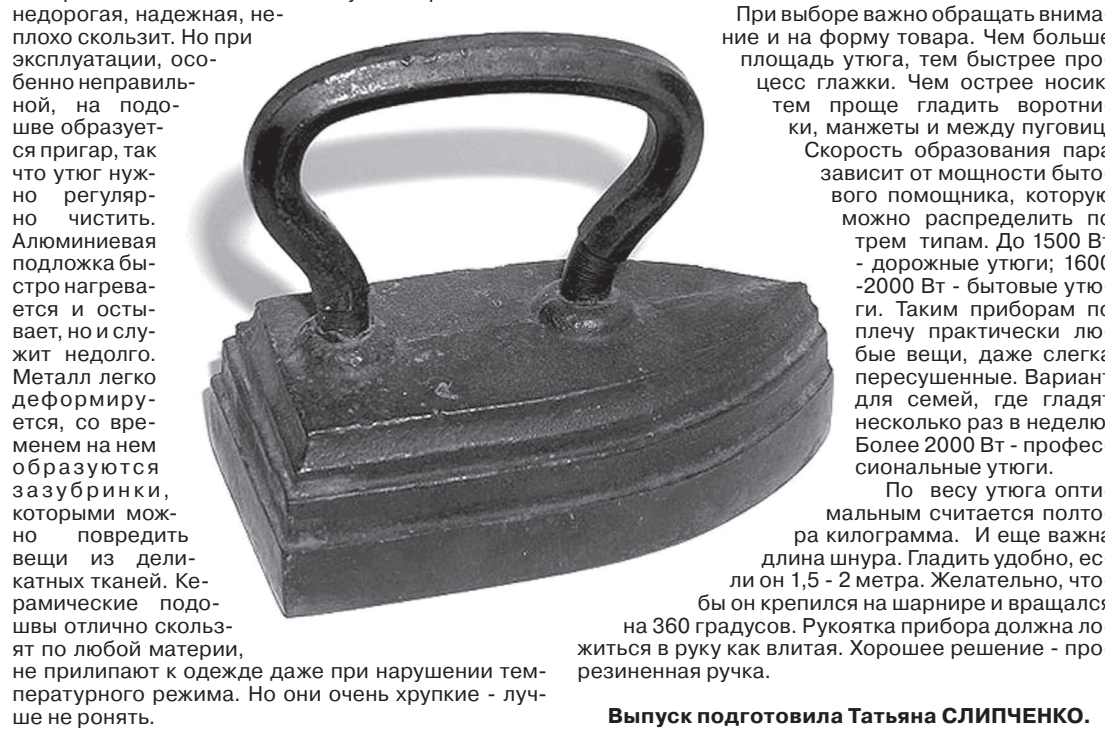 недорогая, надежная, не-
плохо скользит. Но при
эксплуатации, осо-
бенно неправиль-
ной, на подо-
шве образует-
ся пригар, так
что утюг нуж-
но регуляр-
но чистить.
Алюминиевая
подложка бы-
стро нагрева-
ется и осты-
вает, но и слу-
жит недолго.
Металл легко
деформиру-
ется, со вре-
менем на нем
образуются
зазубринки,
которыми мож-
но повредить
вещи из дели-
катных тканей. Ке-
рамические подо-
швы отлично скольз-
ят по любой материи,
не прилипают к одежде даже при нарушении тем-
пературного режима. Но они очень хрупкие - луч-
ше не ронять.
При выборе важно обращать внима
ние и на форму товара. Чем больше
площадь утюга, тем быстрее про
цесс глажки. Чем острее носик
тем проще гладить воротни
ки, манжеты и между пуговиц
Скорость образования пара
зависит от мощности быто-
вого помощника, которую
можно распределить по
трем типам. До 1500 Вт
- дорожные утюги; 1600
-2000 Вт - бытовые утю-
ги. Таким приборам по
плечу практически лю-
бые вещи, даже слегка
пересушенные. Вариант
для семей, где гладят
несколько раз в неделю
Более 2000 Вт - профес-
сиональные утюги.
По весу утюга опти
мальным считается полто-
ра килограмма. И еще важна
длина шнура. Гладить удобно, ес
ли он 1,5 - 2 метра. Желательно, что-
бы он крепился на шарнире и вращался
на 360 градусов. Рукоятка прибора должна ло-
житься в руку как влитая. Хорошее решение - про
резиненная ручка.
Выпуск подготовила Татьяна СЛИПЧЕНКО.